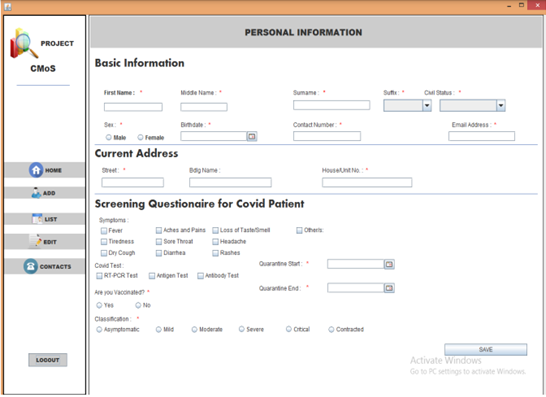 PROJECT
CMoS
HOME
ADD
LIST
EDIT
CONTACTS
LOGOUT
PERSONAL INFORMATION
Basic Information
First Name : * Middle Name : * Surname : * Suffix : * Civil Status : *
Sex : * Birthdate : * Contact Number : * Email Address : *
Male Female
Current Address
Street : * Bdlg Name : House/Unit No. : *
Screening Questionaire for Covid Patient
Symptoms :
Fever Aches and Pains Loss of Taste/Smell Other/s:
Tiredness Sore Throat Headache
Dry Cough Diarrhea Rashes
Covid Test : Quarantine Start : *
RT-PCR Test Antigen Test Antibody Test
Are you Vaccinated? * Quarantine End : *
Yes No
Classification : *
Asymptomatic Mild Moderate Severe Critical Contracted
SAVE
Activate Windows
Go to PC settings to activate Windows.